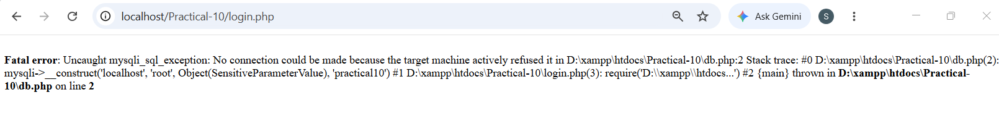 localhost/Practical-10/login.php
Ask Gemini
S
Fatal error: Uncaught mysqli_sql_exception: No connection could be made because the target machine actively refused it in D:\xampp\htdocs\Practical-10\db.php:2 Stack trace: #0 D:\xampp\htdocs\Practical-10\db.php(2):
mysqli->__construct('localhost', 'root', Object(SensitiveParameterValue), 'practical10') #1 D:\xampp\htdocs\Practical-10\login.php(3): require('D:\\xampp\\htdocs...') #2 {main} thrown in D:\xampp\htdocs\Practical-
10\db.php on line 2